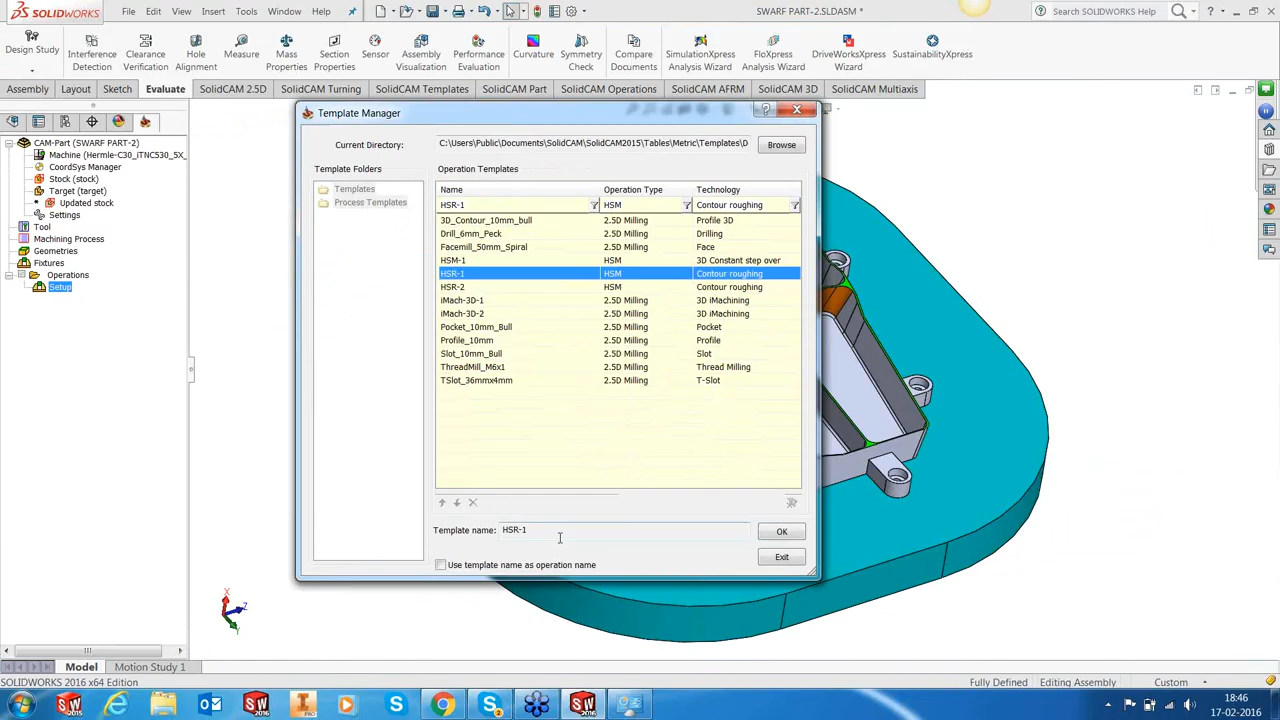 SOLIDWORKS File Edit View Insert Tools Window Help SWARF PART-2.SLDASM * Search SOLIDWORKS Help
Design Study
Interference Detection
Clearance Verification
Hole Alignment
Measure
Mass Properties
Section Properties
Sensor
Assembly Visualization
Performance Evaluation
Curvature
Symmetry Check
Compare Documents
SimulationXpress Analysis Wizard
FloXpress Analysis Wizard
DriveWorksXpress Wizard
SustainabilityXpress
Assembly Layout Sketch Evaluate SolidCAM 2.5D SolidCAM Turning SolidCAM Templates SolidCAM Part SolidCAM Operations SolidCAM AFRM SolidCAM 3D SolidCAM Multiaxis
CAM-Part (SWARF PART-2)
Machine (Hermle-C30_iTNC530_5X_
CoordSys Manager
Stock (stock)
Target (target)
Updated stock
Settings
Tool
Machining Process
Geometries
Fixtures
Operations
Setup
Template Manager
Current Directory: C:\Users\Public\Documents\SolidCAM\SolidCAM2015\Tables\Metric\Templates\D Browse
Template Folders
Templates
Process Templates
Operation Templates
Name Operation Type Technology
HSR-1 HSM Contour roughing
3D_Contour_10mm_bull 2.5D Milling Profile 3D
Drill_6mm_Peck 2.5D Milling Drilling
Facemill_50mm_Spiral 2.5D Milling Face
HSM-1 HSM 3D Constant step over
HSR-1 HSM Contour roughing
HSR-2 HSM Contour roughing
iMach-3D-1 2.5D Milling 3D iMachining
iMach-3D-2 2.5D Milling 3D iMachining
Pocket_10mm_Bull 2.5D Milling Pocket
Profile_10mm 2.5D Milling Profile
Slot_10mm_Bull 2.5D Milling Slot
ThreadMill_M6x1 2.5D Milling Thread Milling
TSlot_36mmx4mm 2.5D Milling T-Slot
Template name: HSR-1 OK
Exit
Use template name as operation name
X
Z
Y
Model Motion Study 1
SOLIDWORKS 2016 x64 Edition Fully Defined Editing Assembly Custom
18:46
17-02-2016